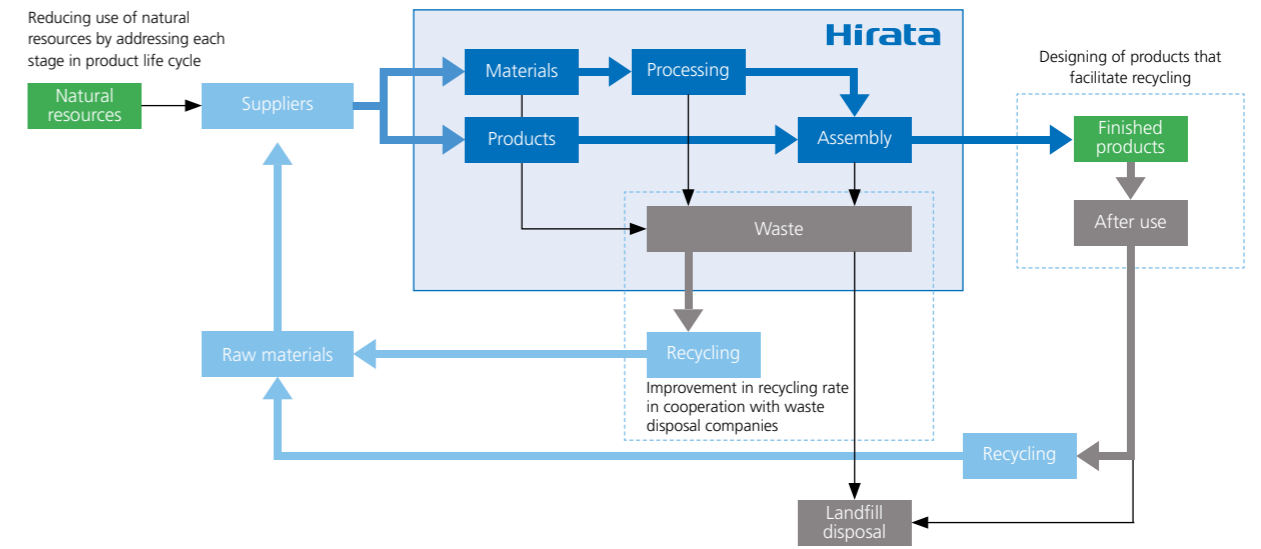 Reducing use of natural
resources by addressing each
stage in product life cycle
Natural
resources
Suppliers
Hirata
Materials
Processing
Products
Assembly
Waste
Designing of products that
facilitate recycling
Finished
products
After use
Raw materials
Recycling
Improvement in recycling rate
in cooperation with waste
disposal companies
Recycling
Landfill
disposal